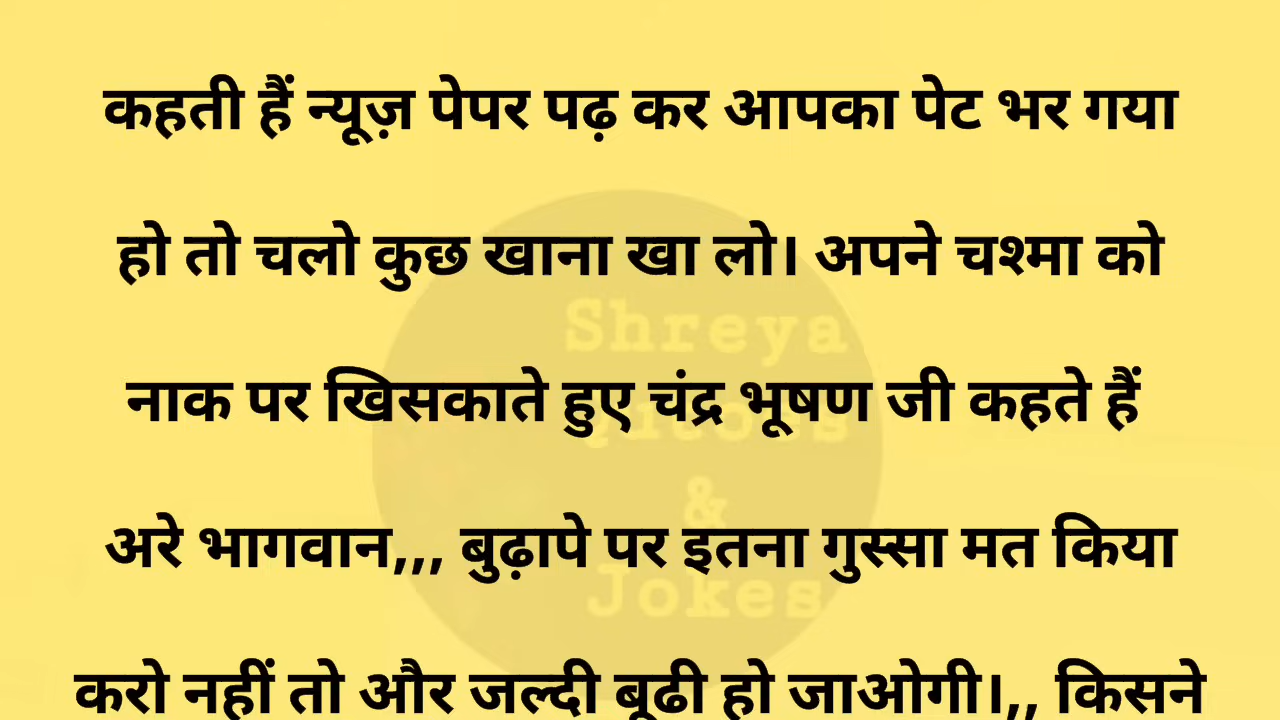 कहती हैं न्यूज़ पेपर पढ़ कर आपका पेट भर गया
हो तो चलो कुछ खाना खा लो। अपने चश्मा को
नाक पर खिसकाते हुए चंद्र भूषण जी कहते हैं
अरे भागवान,,, बुढ़ापे पर इतना गुस्सा मत किया
करो नहीं तो और जल्दी बूढी हो जाओगी।,, किसने
Shreya
&
Jokes